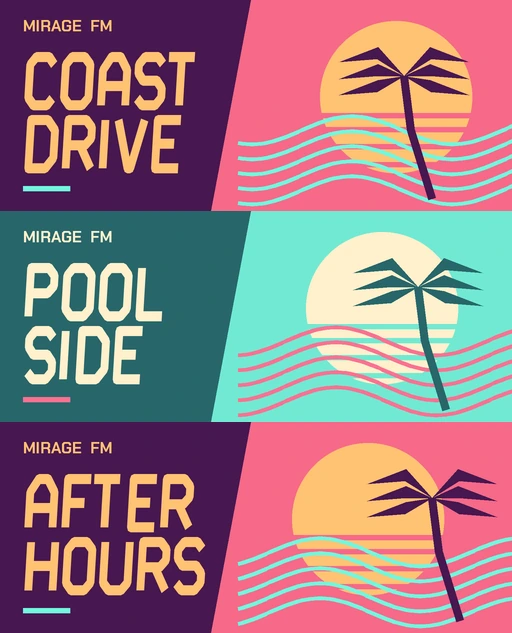 MIRAGE FM
COAST
DRIVE
MIRAGE FM
POOL
SIDE
MIRAGE FM
AFTER
HOURS